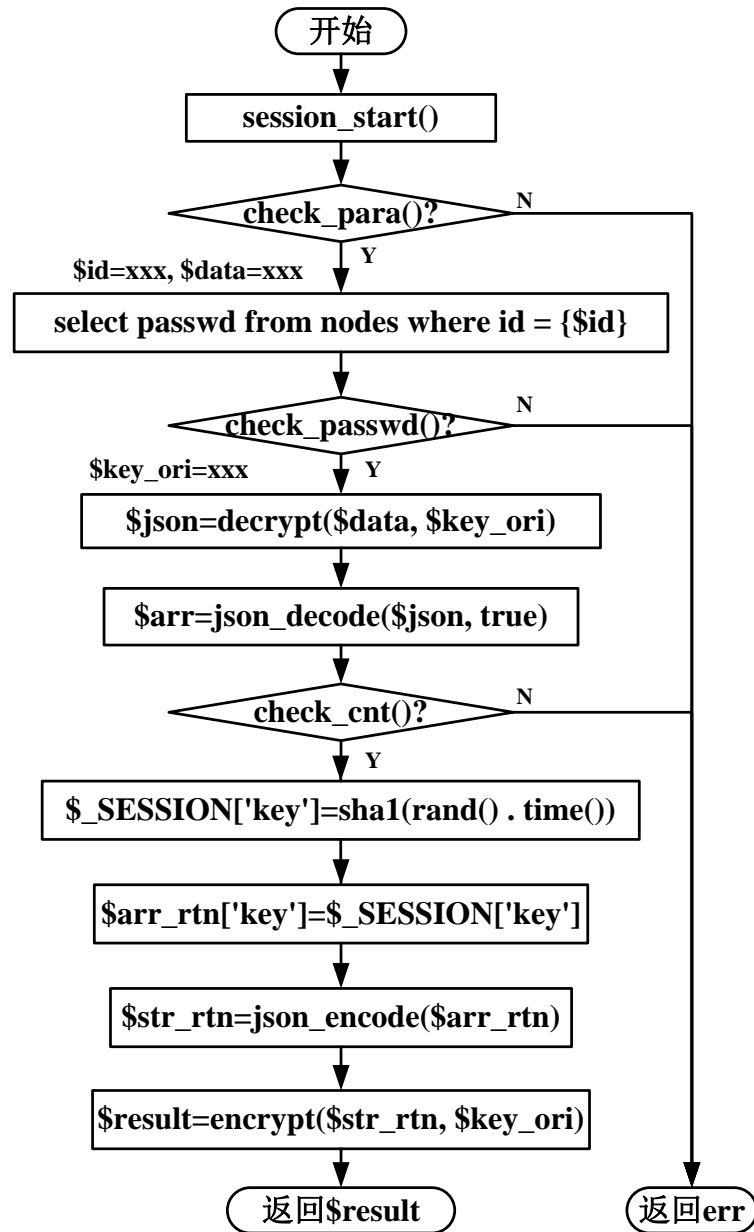 开始
session_start()
check_para()?
N
Y
$id=xxx, $data=xxx
select passwd from nodes where id = {$id}
check_passwd()?
N
Y
$key_ori=xxx
$json=decrypt($data, $key_ori)
$arr=json_decode($json, true)
check_cnt()?
N
Y
$_SESSION['key']=sha1(rand() . time())
$arr_rtn['key']=$_SESSION['key']
$str_rtn=json_encode($arr_rtn)
$result=encrypt($str_rtn, $key_ori)
返回$result
返回err